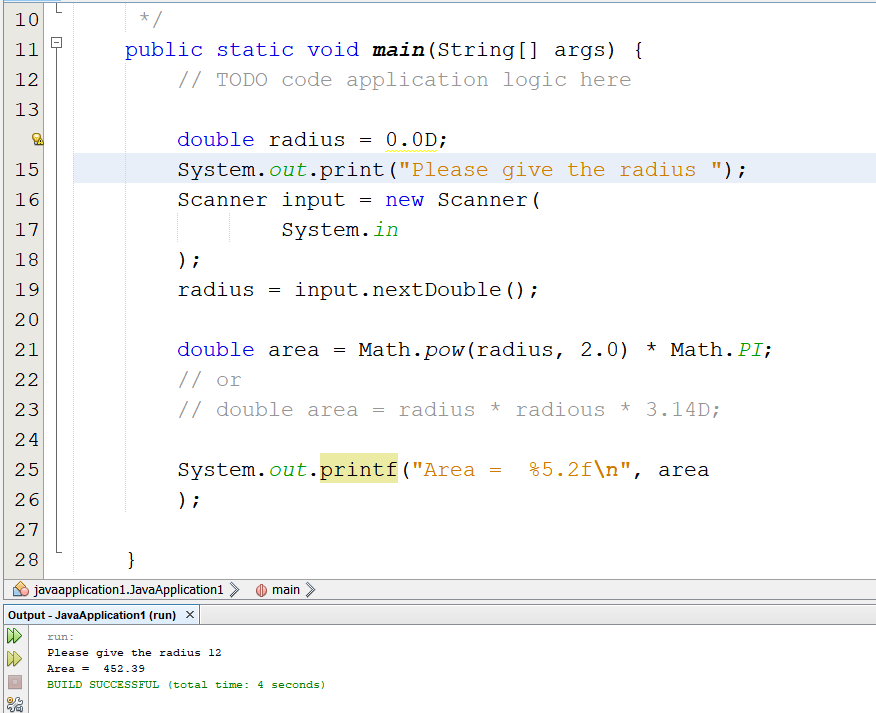 10 */
11 public static void main(String[] args) {
12 // TODO code application logic here
13
double radius = 0.0D;
15 System.out.print("Please give the radius ");
16 Scanner input = new Scanner(
17 System.in
18 );
19 radius = input.nextDouble();
20
21 double area = Math.pow(radius, 2.0) * Math.PI;
22 // or
23 // double area = radius * radious * 3.14D;
24
25 System.out.printf("Area =  %5.2f\n", area
26 );
27
28 }
javaapplication1.JavaApplication1 main
Output - JavaApplication1 (run) ×
run:
Please give the radius 12
Area =  452.39
BUILD SUCCESSFUL (total time: 4 seconds)